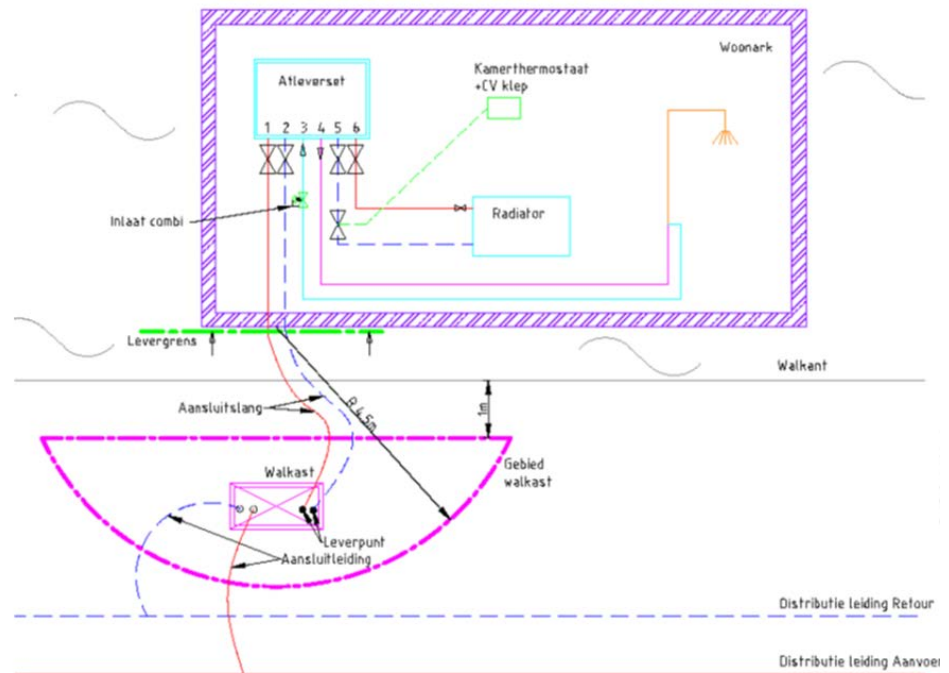 Woonark
Kamerthermostaat
+CV klep
Afleverset
1 2 3 4 5 6
Inlaat combi
Radiator
Levergrens
Walkant
Aansluitslang
R 4.5m
1m
Walkast
Gebied
walkast
Leverpunt
Aansluitleiding
Distributie leiding Retour
Distributie leiding Aanvoer